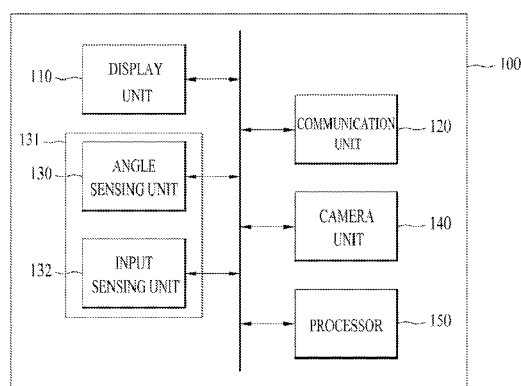 110
DISPLAY
UNIT
100
131
130
ANGLE
SENSING UNIT
COMMUNICATION
UNIT
120
132
INPUT
SENSING UNIT
CAMERA
UNIT
140
PROCESSOR
150